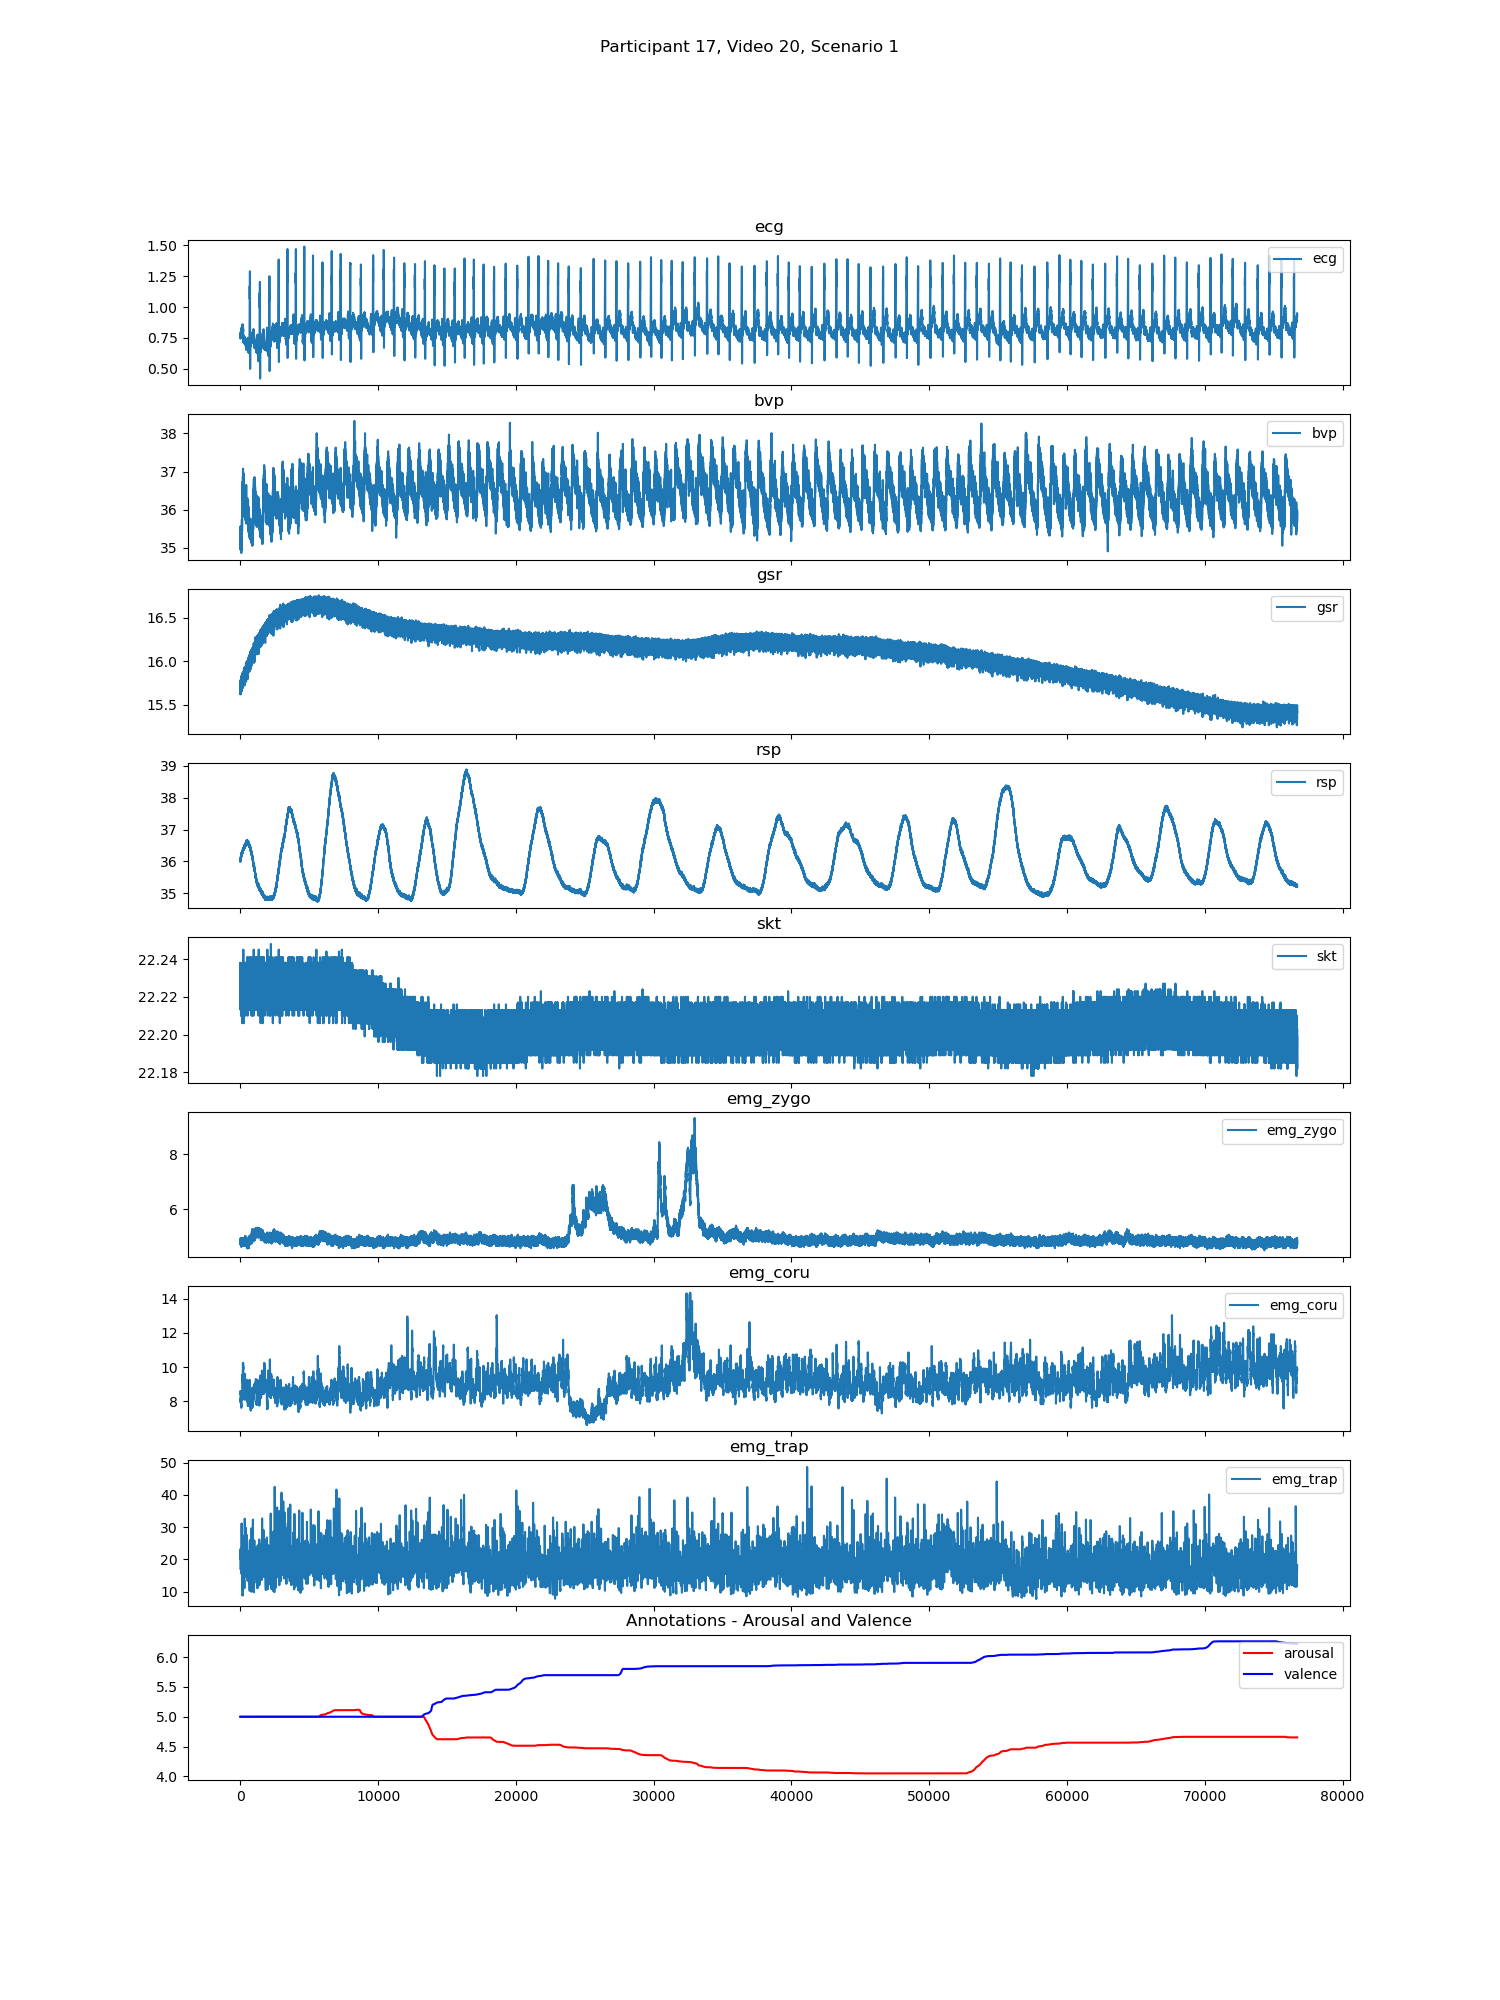 Participant 17, Video 20, Scenario 1
ecg
1.50
1.25
1.00
0.75
0.50
ecg
bvp
38
37
36
35
bvp
gsr
16.5
16.0
15.5
gsr
rsp
39
38
37
36
35
rsp
skt
22.24
22.22
22.20
22.18
skt
emg_zygo
8
6
emg_zygo
emg_coru
14
12
10
8
emg_coru
emg_trap
50
40
30
20
10
emg_trap
Annotations - Arousal and Valence
6.0
5.5
5.0
4.5
4.0
arousal
valence
0 10000 20000 30000 40000 50000 60000 70000 80000